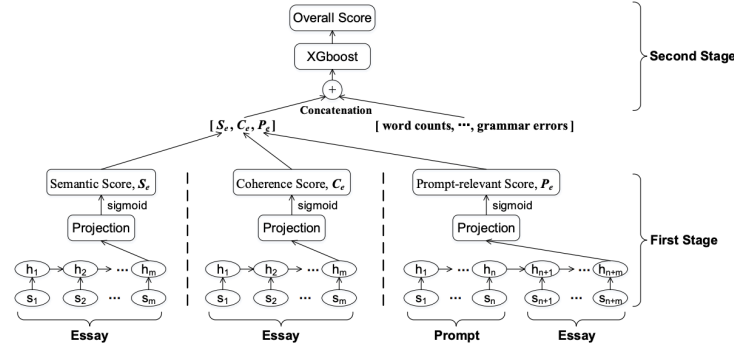 Overall Score
XGboost
Second Stage
+
Concatenation
[ Sₑ, Cₑ, Pₑ] [ word counts, ···, grammar errors ]
Semantic Score, Sₑ Coherence Score, Cₑ Prompt-relevant Score, Pₑ
sigmoid sigmoid sigmoid
Projection Projection Projection
First Stage
h₁ h₂ ··· hₘ h₁ h₂ ··· hₘ h₁ ··· hₙ hₙ₊₁ ··· hₙ₊ₘ
s₁ s₂ ··· sₘ s₁ s₂ ··· sₘ s₁ ··· sₙ sₙ₊₁ ··· sₙ₊ₘ
Essay Essay Prompt Essay